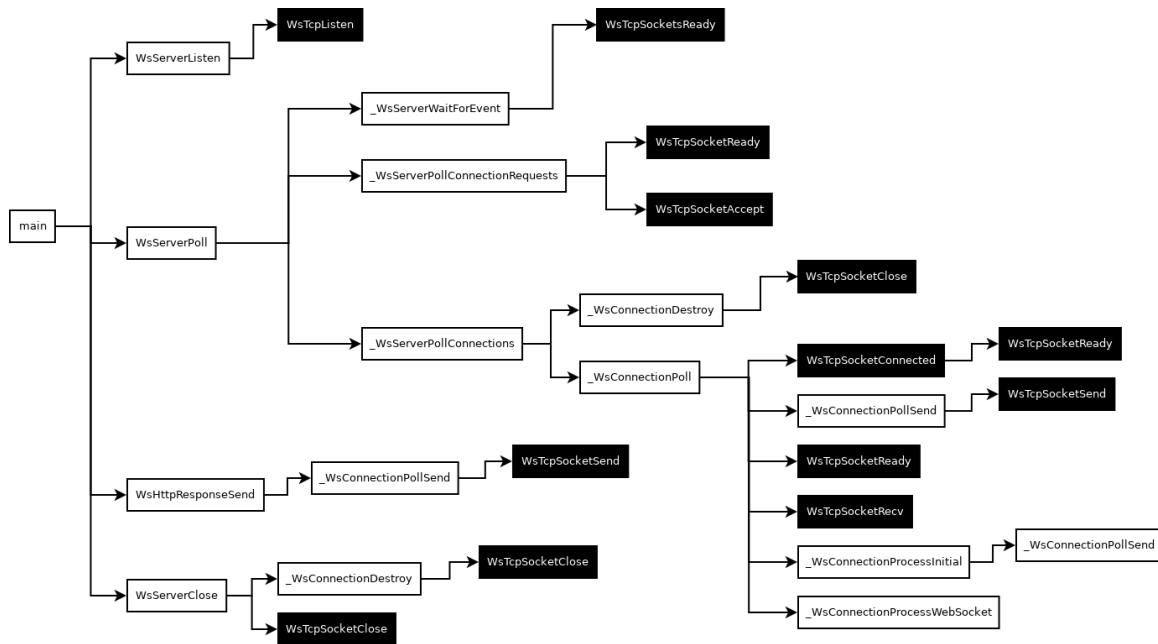 WsTcpListen
WsTcpSocketsReady
WsServerListen
_WsServerWaitForEvent
WsTcpSocketReady
_WsServerPollConnectionRequests
WsTcpSocketAccept
main
WsServerPoll
WsTcpSocketClose
_WsConnectionDestroy
_WsServerPollConnections
WsTcpSocketReady
WsTcpSocketConnected
_WsConnectionPoll
WsTcpSocketSend
_WsConnectionPollSend
WsTcpSocketSend
WsTcpSocketReady
_WsConnectionPollSend
WsHttpResponseSend
WsTcpSocketRecv
_WsConnectionPollSend
WsTcpSocketClose
_WsConnectionProcessInitial
_WsConnectionDestroy
WsServerClose
_WsConnectionProcessWebSocket
WsTcpSocketClose